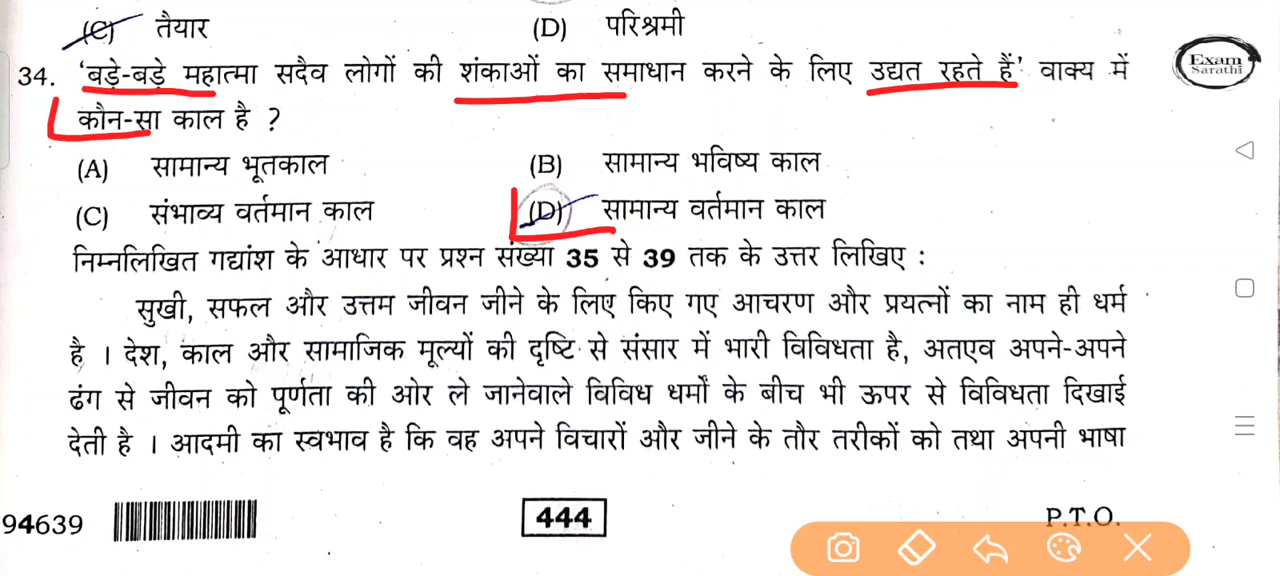 (C) तैयार (D) परिश्रमी
34. 'बड़े-बड़े महात्मा सदैव लोगों की शंकाओं का समाधान करने के लिए उद्यत रहते हैं' वाक्य में
Exam
Sarathi
कौन-सा काल है ?
(A) सामान्य भूतकाल (B) सामान्य भविष्य काल
(C) संभाव्य वर्तमान काल (D) सामान्य वर्तमान काल
निम्नलिखित गद्यांश के आधार पर प्रश्न संख्या 35 से 39 तक के उत्तर लिखिए :
सुखी, सफल और उत्तम जीवन जीने के लिए किए गए आचरण और प्रयत्नों का नाम ही धर्म
है । देश, काल और सामाजिक मूल्यों की दृष्टि से संसार में भारी विविधता है, अतएव अपने-अपने
ढंग से जीवन को पूर्णता की ओर ले जानेवाले विविध धर्मों के बीच भी ऊपर से विविधता दिखाई
देती है । आदमी का स्वभाव है कि वह अपने विचारों और जीने के तौर तरीकों को तथा अपनी भाषा
94639 444 P.T.O.